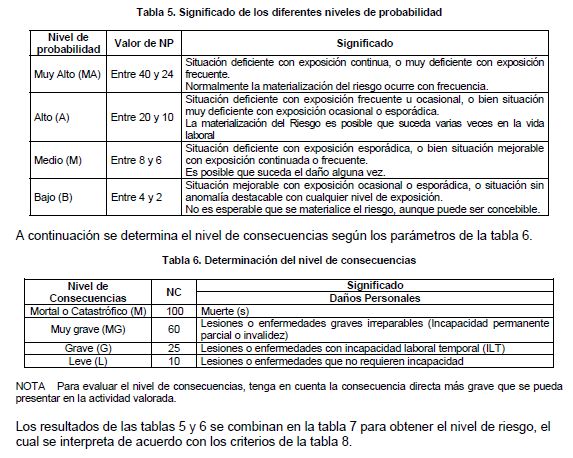 Tabla 5. Significado de los diferentes niveles de probabilidad
Nivel de probabilidad Valor de NP Significado
Muy Alto (MA) Entre 40 y 24 Situación deficiente con exposición continua, o muy deficiente con exposición
frecuente.
Normalmente la materialización del riesgo ocurre con frecuencia.
Alto (A) Entre 20 y 10 Situación deficiente con exposición frecuente u ocasional, o bien situación
muy deficiente con exposición ocasional o esporádica.
La materialización del Riesgo es posible que suceda varias veces en la vida
laboral
Medio (M) Entre 8 y 6 Situación deficiente con exposición esporádica, o bien situación mejorable
con exposición continuada o frecuente.
Es posible que suceda el daño alguna vez.
Bajo (B) Entre 4 y 2 Situación mejorable con exposición ocasional o esporádica, o situación sin
anomalía destacable con cualquier nivel de exposición.
No es esperable que se materialice el riesgo, aunque puede ser concebible.
A continuación se determina el nivel de consecuencias según los parámetros de la tabla 6.
Tabla 6. Determinación del nivel de consecuencias
Nivel de Consecuencias NC Significado
Daños Personales
Mortal o Catastrófico (M) 100 Muerte (s)
Muy grave (MG) 60 Lesiones o enfermedades graves irreparables (Incapacidad permanente
parcial o invalidez)
Grave (G) 25 Lesiones o enfermedades con incapacidad laboral temporal (ILT)
Leve (L) 10 Lesiones o enfermedades que no requieren incapacidad
NOTA Para evaluar el nivel de consecuencias, tenga en cuenta la consecuencia directa más grave que se pueda
presentar en la actividad valorada.
Los resultados de las tablas 5 y 6 se combinan en la tabla 7 para obtener el nivel de riesgo, el
cual se interpreta de acuerdo con los criterios de la tabla 8.